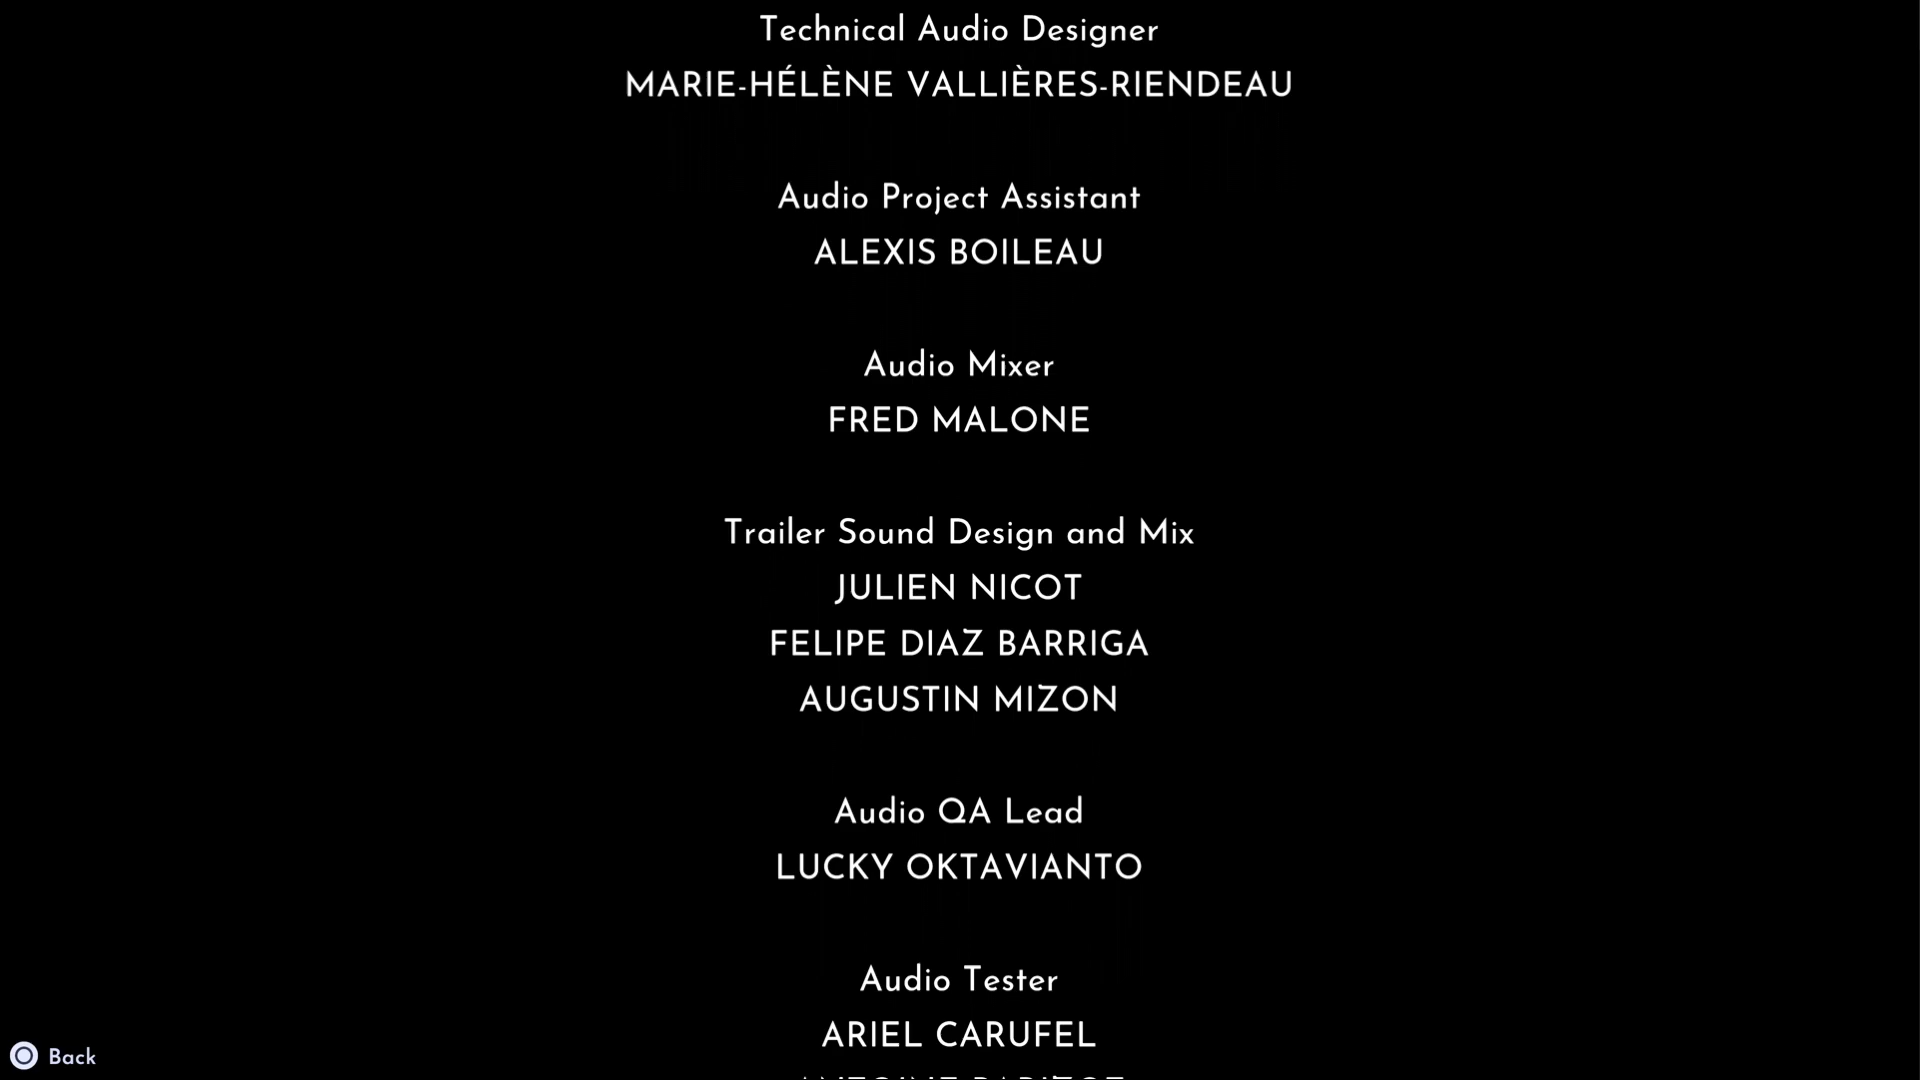 Technical Audio Designer
MARIE-HÉLÈNE VALLIÈRES-RIENDEAU
Audio Project Assistant
ALEXIS BOILEAU
Audio Mixer
FRED MALONE
Trailer Sound Design and Mix
JULIEN NICOT
FELIPE DIAZ BARRIGA
AUGUSTIN MIZON
Audio QA Lead
LUCKY OKTAVIANTO
Audio Tester
ARIEL CARUFEL
Back